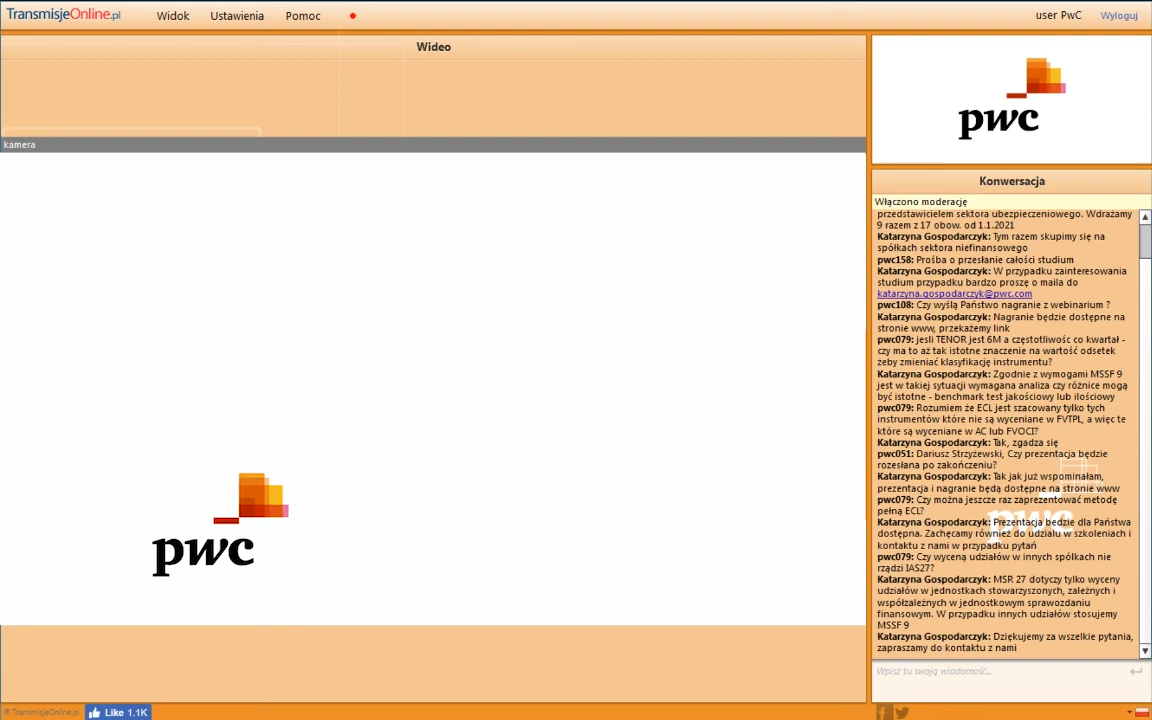 TransmisjeOnline.pl
Widok
Ustawienia
Pomoc
user PwC
Wyloguj
Wideo
kamera
pwc
pwc
Konwersacja
Włączono moderację
przedstawicielem sektora ubezpieczeniowego. Wdrażamy
9 razem z 17 obow. od 1.1.2021
Katarzyna Gospodarczyk: Tym razem skupimy się na
spółkach sektora niefinansowego
pwc158: Prośba o przesłanie całości studium
Katarzyna Gospodarczyk: W przypadku zainteresowania
studium przypadku bardzo proszę o maila do
katarzyna.gospodarczyk@pwc.com
pwc108: Czy wyślą Państwo nagranie z webinarium ?
Katarzyna Gospodarczyk: Nagranie będzie dostępne na
stronie www, przekażemy link
pwc079: jesli TENOR jest 6M a częstotliwośc co kwartał -
czy ma to aż tak istotne znaczenie na wartość odsetek
żeby zmieniać klasyfikację instrumentu?
Katarzyna Gospodarczyk: Zgodnie z wymogami MSSF 9
jest w takiej sytuacji wymagana analiza czy różnice mogą
być istotne - benchmark test jakościowy lub ilościowy
pwc079: Rozumiem że ECL jest szacowany tylko tych
instrumentów które nie są wyceniane w FVTPL, a więc te
które są wyceniane w AC lub FVOCI?
Katarzyna Gospodarczyk: Tak, zgadza się
pwc051: Dariusz Strzyżewski, Czy prezentacja będzie
rozesłana po zakończeniu?
Katarzyna Gospodarczyk: Tak jak już wspominałam,
prezentacja i nagranie będą dostępne na stronie www
pwc079: Czy można jeszcze raz zaprezentować metodę
pełną ECL?
Katarzyna Gospodarczyk: Prezentacja będzie dla Państwa
dostępna. Zachęcamy również do udziału w szkoleniach i
kontaktu z nami w przypadku pytań
pwc079: Czy wyceną udziałów w innych spółkach nie
rządzi IAS27?
Katarzyna Gospodarczyk: MSR 27 dotyczy tylko wyceny
udziałów w jednostkach stowarzyszonych, zależnych i
współzależnych w jednostkowym sprawozdaniu
finansowym. W przypadku innych udziałów stosujemy
MSSF 9
Katarzyna Gospodarczyk: Dziękujemy za wszelkie pytania,
zapraszamy do kontaktu z nami
pwc
Wpisz tu swoją wiadomość...
© TransmisjeOnline.pl
Like 1.1K